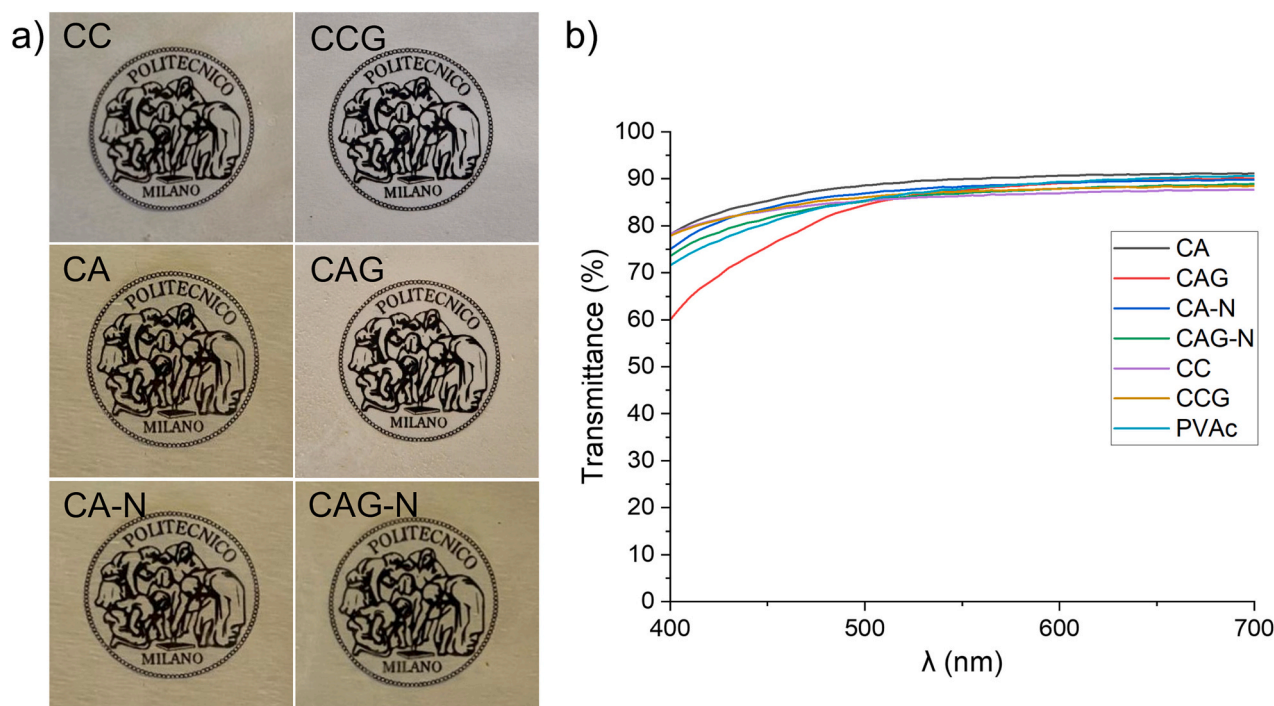 a)
CC
POLITECNICO
MILANO
CCG
POLITECNICO
MILANO
CA
POLITECNICO
MILANO
CAG
POLITECNICO
MILANO
CA-N
POLITECNICO
MILANO
CAG-N
POLITECNICO
MILANO
b)
100
90
80
70
60
50
40
30
20
10
0
Transmittance (%)
400
500
600
700
λ (nm)
CA
CAG
CA-N
CAG-N
CC
CCG
PVAc